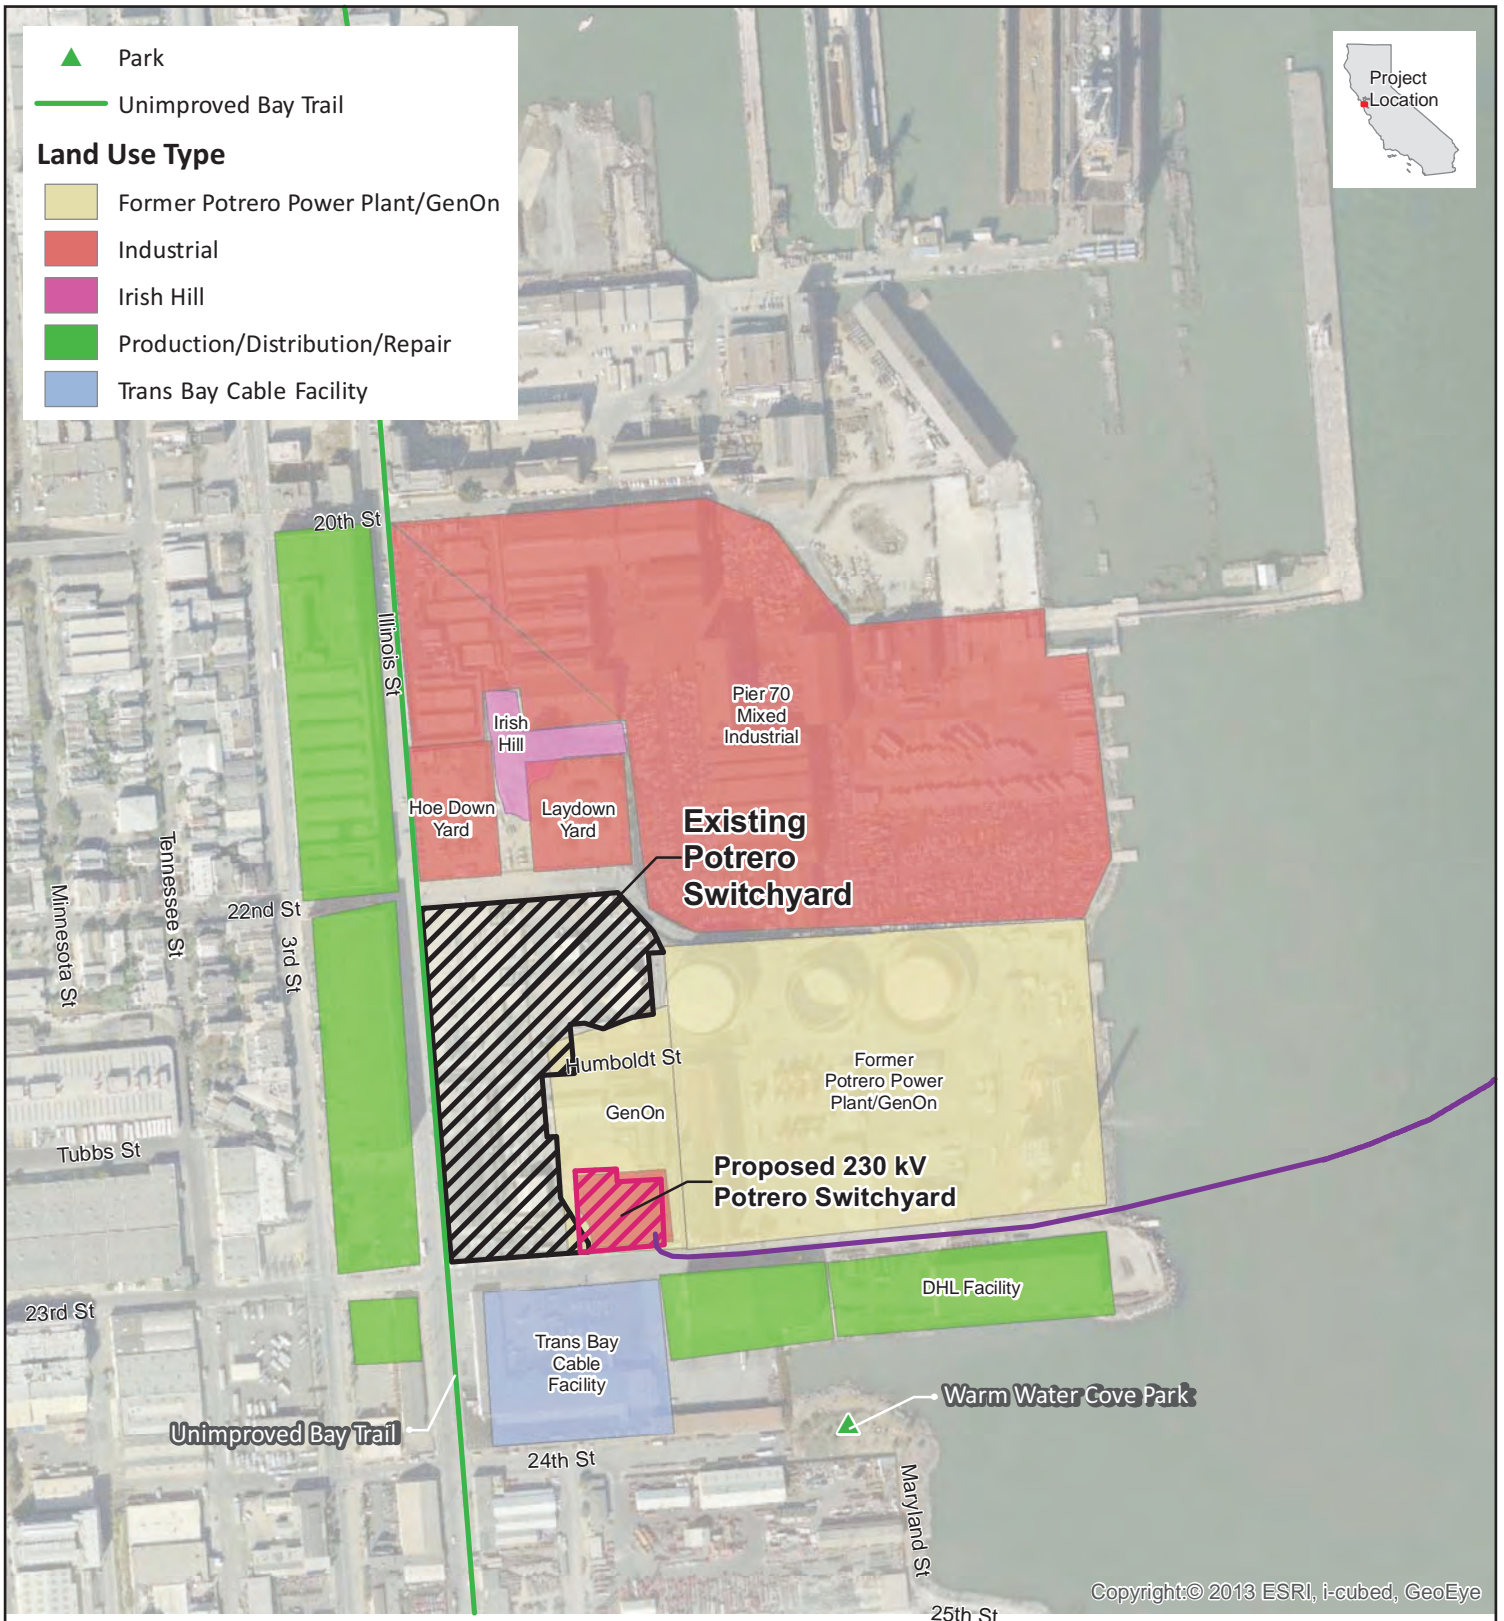 Park
Unimproved Bay Trail
Land Use Type
Former Potrero Power Plant/GenOn
Industrial
Irish Hill
Production/Distribution/Repair
Trans Bay Cable Facility
Project
Location
20th St
Illinois St
Pier 70
Mixed
Industrial
Irish
Hill
Hoe Down
Yard
Laydown
Yard
Existing
Potrero
Switchyard
Tennessee St
Minnesota St
22nd St
3rd St
Humboldt St
Former
Potrero Power
Plant/GenOn
GenOn
Tubbs St
Proposed 230 kV
Potrero Switchyard
DHL Facility
23rd St
Trans Bay
Cable
Facility
Warm Water Cove Park
Unimproved Bay Trail
24th St
Maryland St
Copyright:© 2013 ESRI, i-cubed, GeoEye
25th St